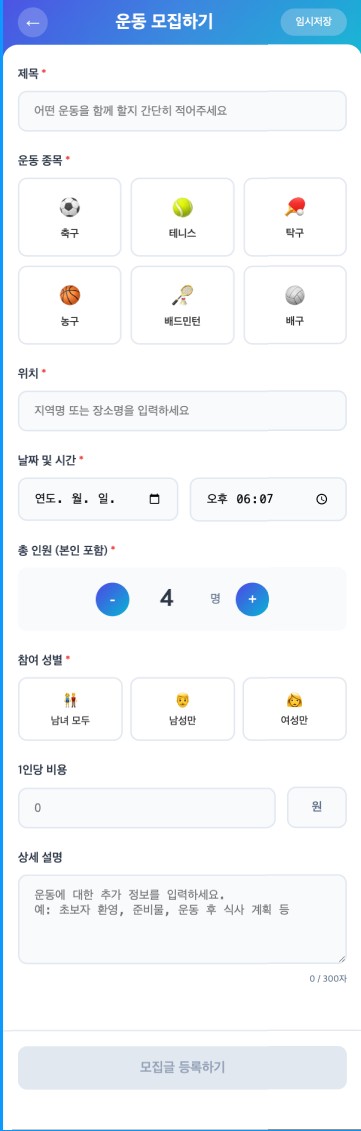 ← 운동 모집하기 임시저장
제목 *
어떤 운동을 함께 할지 간단히 적어주세요
운동 종목 *
축구 테니스 탁구
농구 배드민턴 배구
위치 *
지역명 또는 장소명을 입력하세요
날짜 및 시간 *
연도. 월. 일. 오후 06:07
총 인원 (본인 포함) *
- 4 명 +
참여 성별 *
남녀 모두 남성만 여성만
1인당 비용
0 원
상세 설명
운동에 대한 추가 정보를 입력하세요.
예: 초보자 환영, 준비물, 운동 후 식사 계획 등
0 / 300자
모집글 등록하기